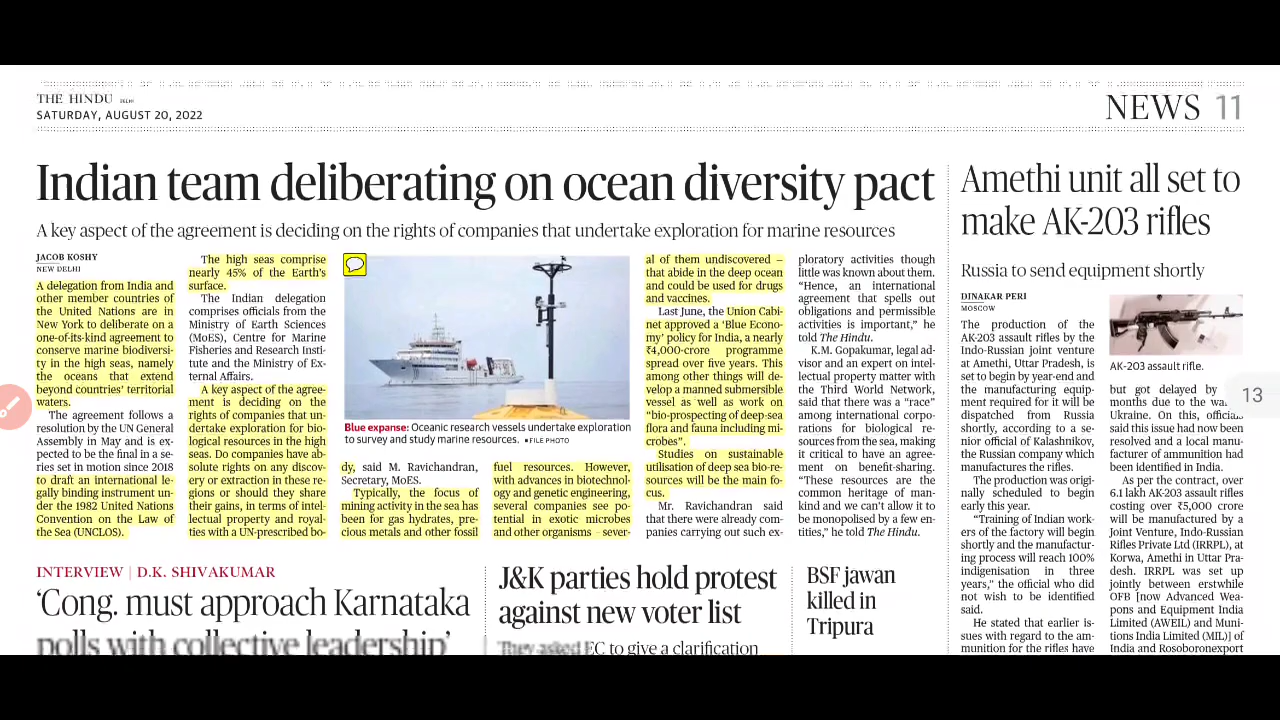 THE HINDU DELHI
SATURDAY, AUGUST 20, 2022
NEWS 11
Indian team deliberating on ocean diversity pact
A key aspect of the agreement is deciding on the rights of companies that undertake exploration for marine resources
JACOB KOSHY
NEW DELHI
A delegation from India and
other member countries of
the United Nations are in
New York to deliberate on a
one-of-its-kind agreement to
conserve marine biodiversi-
ty in the high seas, namely
the oceans that extend
beyond countries' territorial
waters.
The agreement follows a
resolution by the UN General
Assembly in May and is ex-
pected to be the final in a se-
ries set in motion since 2018
to draft an international le-
gally binding instrument un-
der the 1982 United Nations
Convention on the Law of
the Sea (UNCLOS).
The high seas comprise
nearly 45% of the Earth's
surface.
The Indian delegation
comprises officials from the
Ministry of Earth Sciences
(MoES), Centre for Marine
Fisheries and Research Insti-
tute and the Ministry of Ex-
ternal Affairs.
A key aspect of the agree-
ment is deciding on the
rights of companies that un-
dertake exploration for bio-
logical resources in the high
seas. Do companies have ab-
solute rights on any discov-
ery or extraction in these re-
gions or should they share
their gains, in terms of intel-
lectual property and royal-
ties with a UN-prescribed bo-
Blue expanse: Oceanic research vessels undertake exploration
to survey and study marine resources. ■ FILE PHOTO
dy, said M. Ravichandran,
Secretary, MoES.
Typically, the focus of
mining activity in the sea has
been for gas hydrates, pre-
cious metals and other fossil
fuel resources. However,
with advances in biotechnol-
ogy and genetic engineering,
several companies see po-
tential in exotic microbes
and other organisms – sever-
al of them undiscovered –
that abide in the deep ocean
and could be used for drugs
and vaccines.
Last June, the Union Cabi-
net approved a 'Blue Econo-
my' policy for India, a nearly
₹4,000-crore programme
spread over five years. This
among other things will de-
velop a manned submersible
vessel as well as work on
“bio-prospecting of deep-sea
flora and fauna including mi-
crobes”.
Studies on sustainable
utilisation of deep sea bio-re-
sources will be the main fo-
cus.
Mr. Ravichandran said
that there were already com-
panies carrying out such ex-
ploratory activities though
little was known about them.
“Hence, an international
agreement that spells out
obligations and permissible
activities is important,” he
told The Hindu.
K.M. Gopakumar, legal ad-
visor and an expert on intel-
lectual property matter with
the Third World Network,
said that there was a “race”
among international corpo-
rations for biological re-
sources from the sea, making
it critical to have an agree-
ment on benefit-sharing.
“These resources are the
common heritage of man-
kind and we can't allow it to
be monopolised by a few en-
tities,” he told The Hindu.
Amethi unit all set to
make AK-203 rifles
Russia to send equipment shortly
DINAKAR PERI
MOSCOW
The production of the
AK-203 assault rifles by the
Indo-Russian joint venture
at Amethi, Uttar Pradesh, is
set to begin by year-end and
the manufacturing equip-
ment required for it will be
dispatched from Russia
shortly, according to a se-
nior official of Kalashnikov,
the Russian company which
manufactures the rifles.
The production was origi-
nally scheduled to begin
early this year.
“Training of Indian work-
ers of the factory will begin
shortly and the manufactur-
ing process will reach 100%
indigenisation in three
years,” the official who did
not wish to be identified
said.
He stated that earlier is-
sues with regard to the am-
munition for the rifles have
AK-203 assault rifle.
but got delayed by
months due to the
Ukraine. On this,
said this issue had now been
resolved and a local manu-
facturer of ammunition had
been identified in India.
As per the contract, over
6.1 lakh AK-203 assault rifles
costing over ₹5,000 crore
will be manufactured by a
Joint Venture, Indo-Russian
Rifles Private Ltd (IRRPL), at
Korwa, Amethi in Uttar Pra-
desh. IRRPL was set up
jointly between erstwhile
OFB [now Advanced Wea-
pons and Equipment India
Limited (AWEIL) and Muni-
tions India Limited (MIL)] of
India and Rosoboronexport
13
INTERVIEW | D.K. SHIVAKUMAR
‘Cong. must approach Karnataka
polls with collective leadership’
J&K parties hold protest
against new voter list
They asked EC to give a clarification
BSF jawan
killed in
Tripura